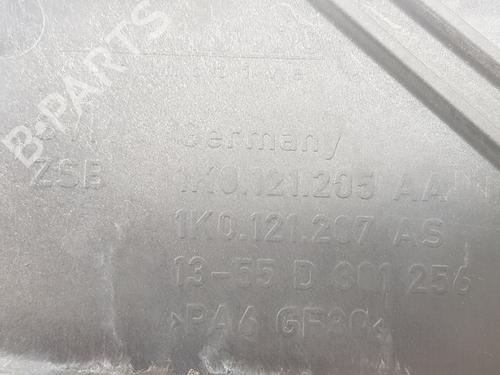 B-PARTS
Germany
ZSB 1K0.121.205 AA
1K0.121.207 AS
13-55 D 301 256
>PA6 GF30<